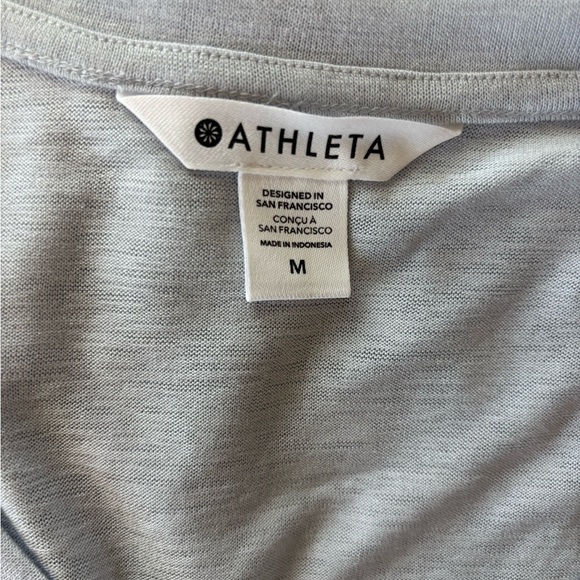 ATHLETA
DESIGNED IN
SAN FRANCISCO
CONÇU À
SAN FRANCISCO
MADE IN INDONESIA
M